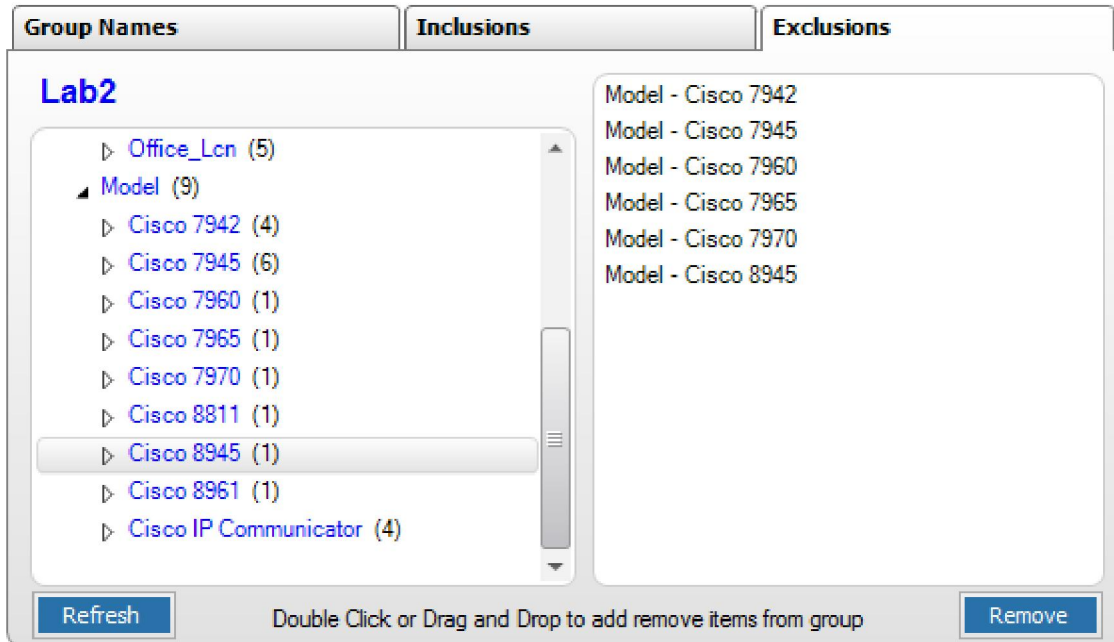 Group Names
Inclusions
Exclusions
Lab2
Office_Lcn (5)
Model (9)
Cisco 7942 (4)
Cisco 7945 (6)
Cisco 7960 (1)
Cisco 7965 (1)
Cisco 7970 (1)
Cisco 8811 (1)
Cisco 8945 (1)
Cisco 8961 (1)
Cisco IP Communicator (4)
Model - Cisco 7942
Model - Cisco 7945
Model - Cisco 7960
Model - Cisco 7965
Model - Cisco 7970
Model - Cisco 8945
Refresh
Double Click or Drag and Drop to add remove items from group
Remove